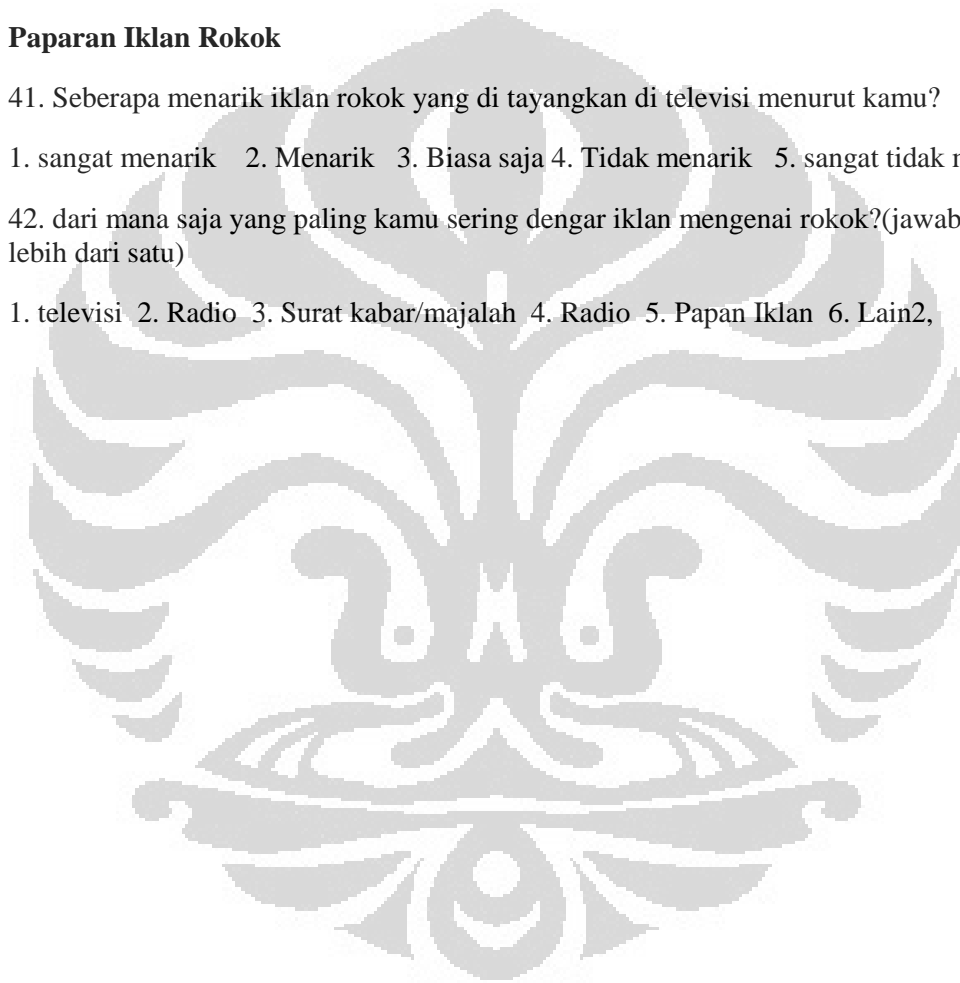 Paparan Iklan Rokok
41. Seberapa menarik iklan rokok yang di tayangkan di televisi menurut kamu?
1. sangat menarik 2. Menarik 3. Biasa saja 4. Tidak menarik 5. sangat tidak
42. dari mana saja yang paling kamu sering dengar iklan mengenai rokok?(jawab
lebih dari satu)
1. televisi 2. Radio 3. Surat kabar/majalah 4. Radio 5. Papan Iklan 6. Lain2,